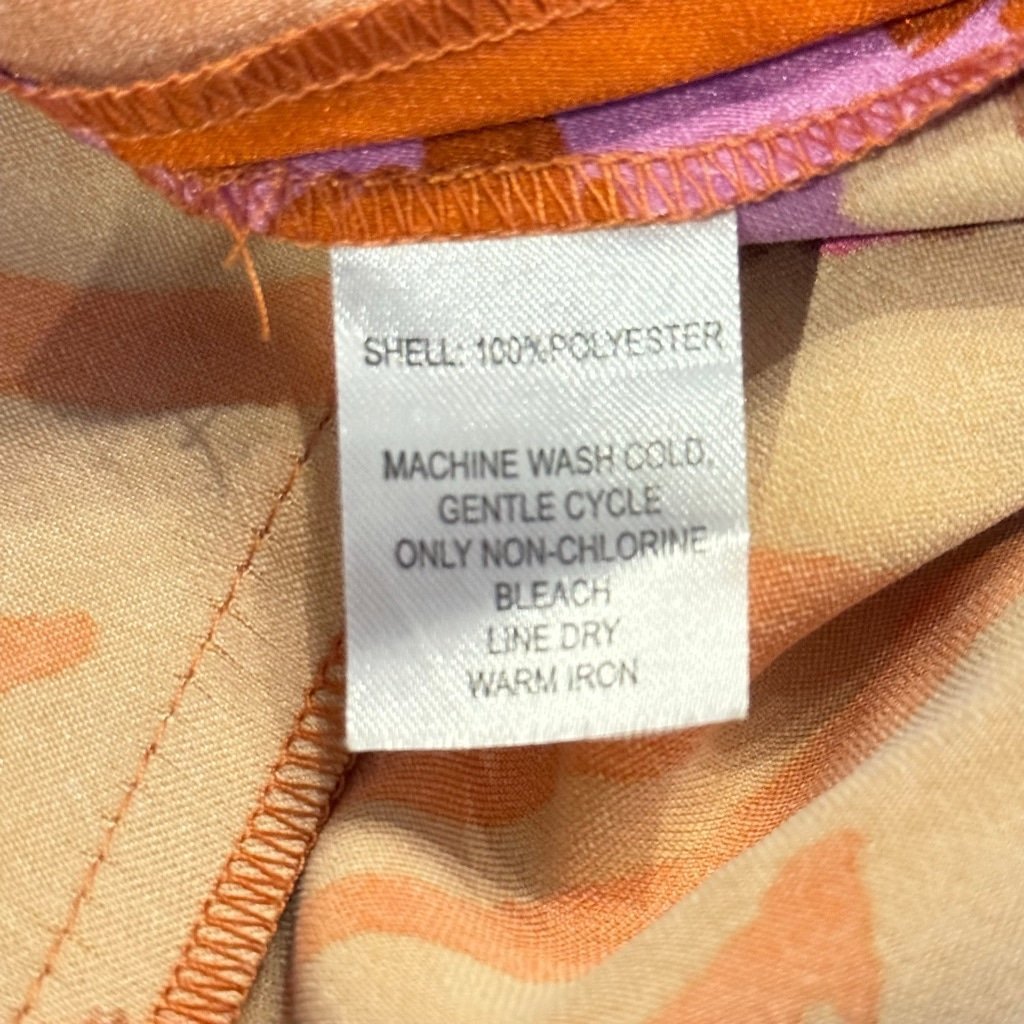 SHELL: 100%POLYESTER
MACHINE WASH COLD,
GENTLE CYCLE
ONLY NON-CHLORINE
BLEACH
LINE DRY
WARM IRON